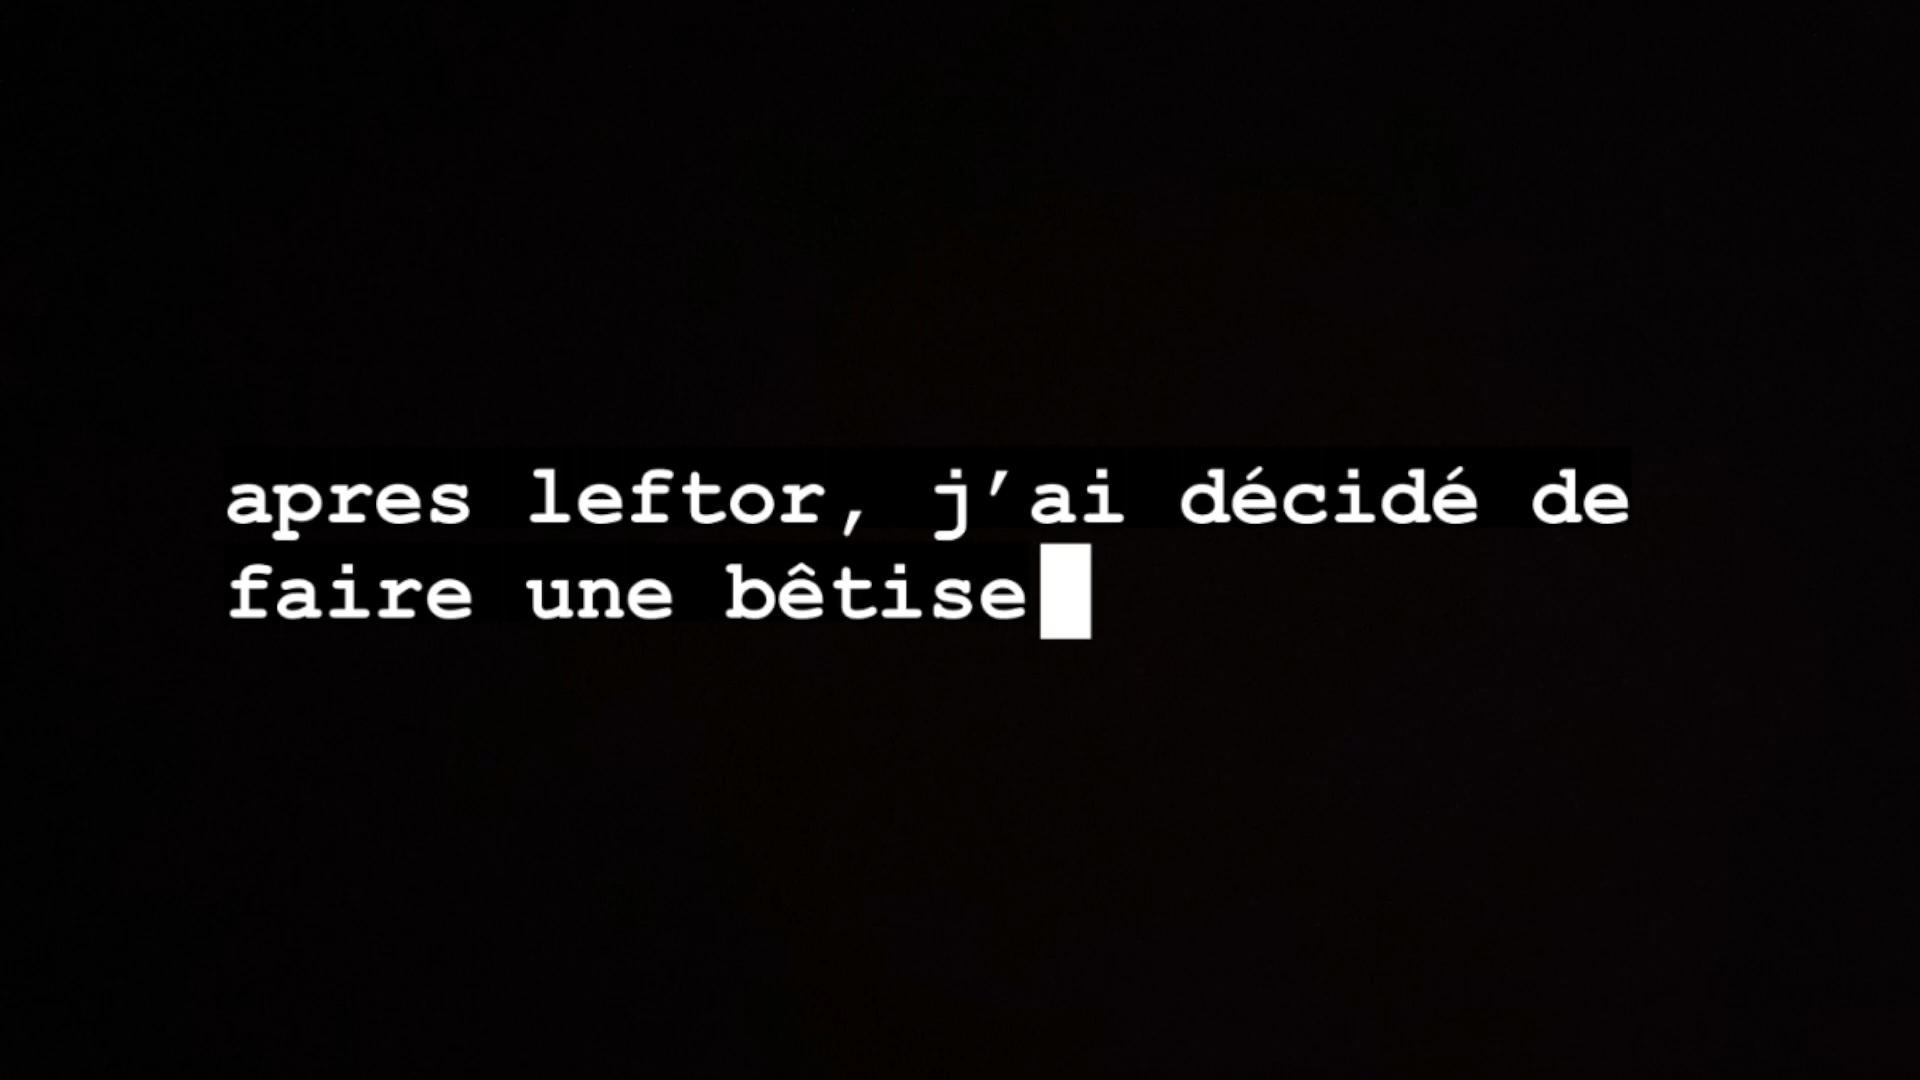 apres leftor, j’ai décidé de
faire une bêtise